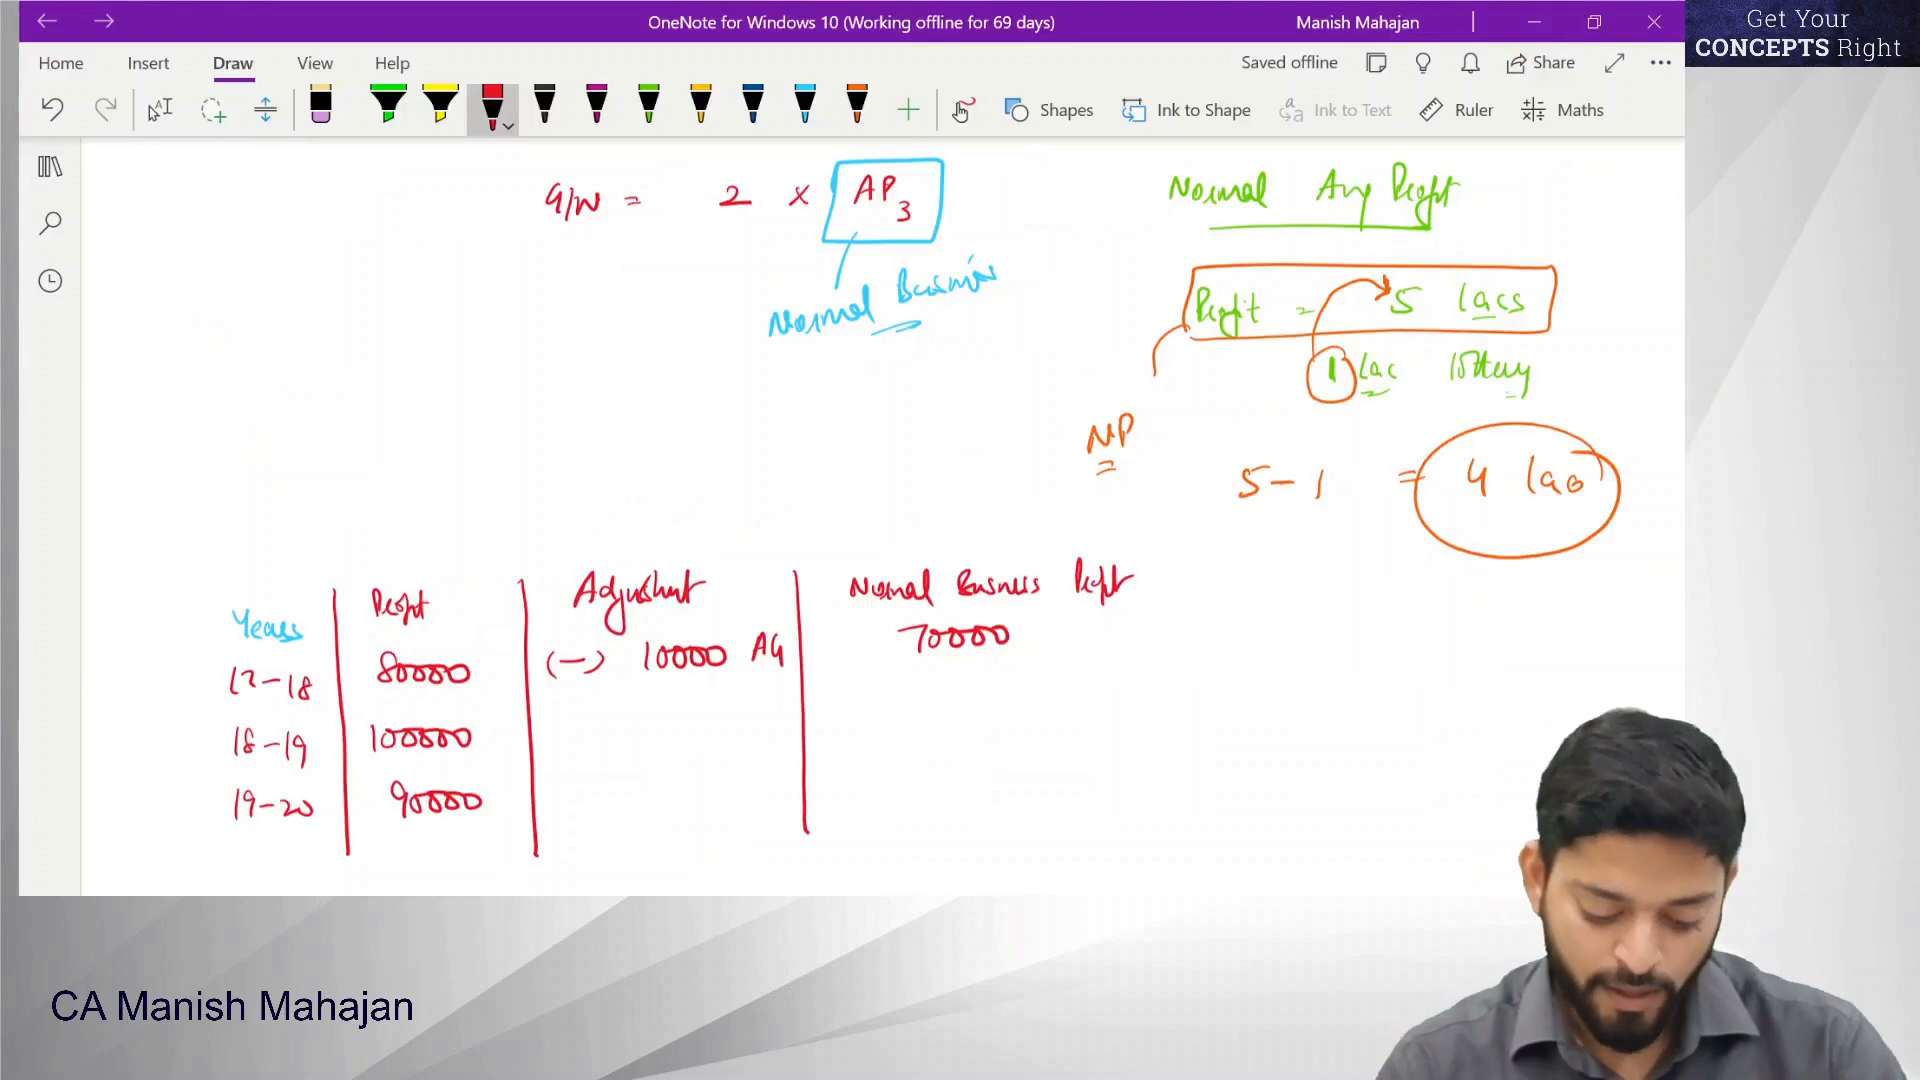 OneNote for Windows 10 (Working offline for 69 days)
Manish Mahajan
Get Your
CONCEPTS Right
Home Insert Draw View Help
Saved offline Share
Shapes Ink to Shape Ink to Text Ruler Maths
G/W = 2 × AP3
Normal Business
Normal Avg Profit
Profit = 5 lacs
1 lac lottery
NP
5 - 1 = 4 lacs
Years Profit Adjustment Normal Business Profit
17-18 80000 (-) 10000 AG 70000
18-19 100000
19-20 90000
CA Manish Mahajan